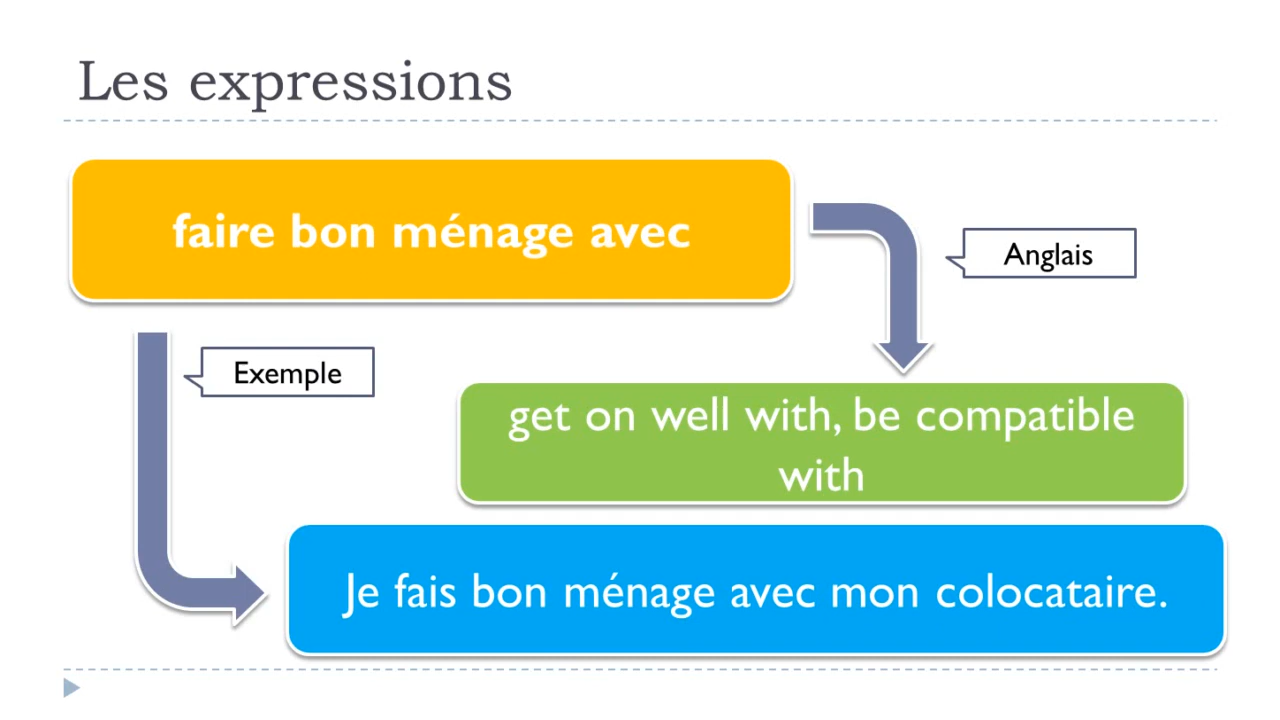 Les expressions
faire bon ménage avec
Anglais
Exemple
get on well with, be compatible
with
Je fais bon ménage avec mon colocataire.